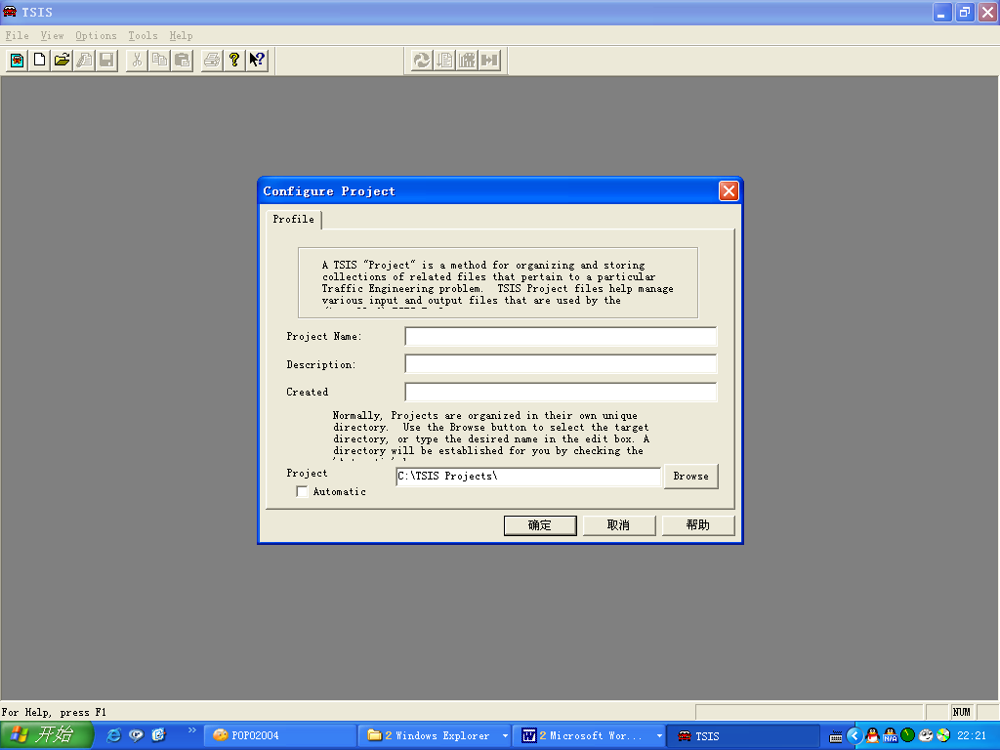 TSIS
File View Options Tools Help
Configure Project
Profile
A TSIS "Project" is a method for organizing and storing
collections of related files that pertain to a particular
Traffic Engineering problem.  TSIS Project files help manage
various input and output files that are used by the
Project Name:
Description:
Created
Normally, Projects are organized in their own unique
directory.  Use the Browse button to select the target
directory, or type the desired name in the edit box. A
directory will be established for you by checking the
Project C:\TSIS Projects\ Browse
Automatic
确定 取消 帮助
For Help, press F1 NUM
开始 POPO2004 2 Windows Explorer 2 Microsoft Wor... TSIS N/A 22:21